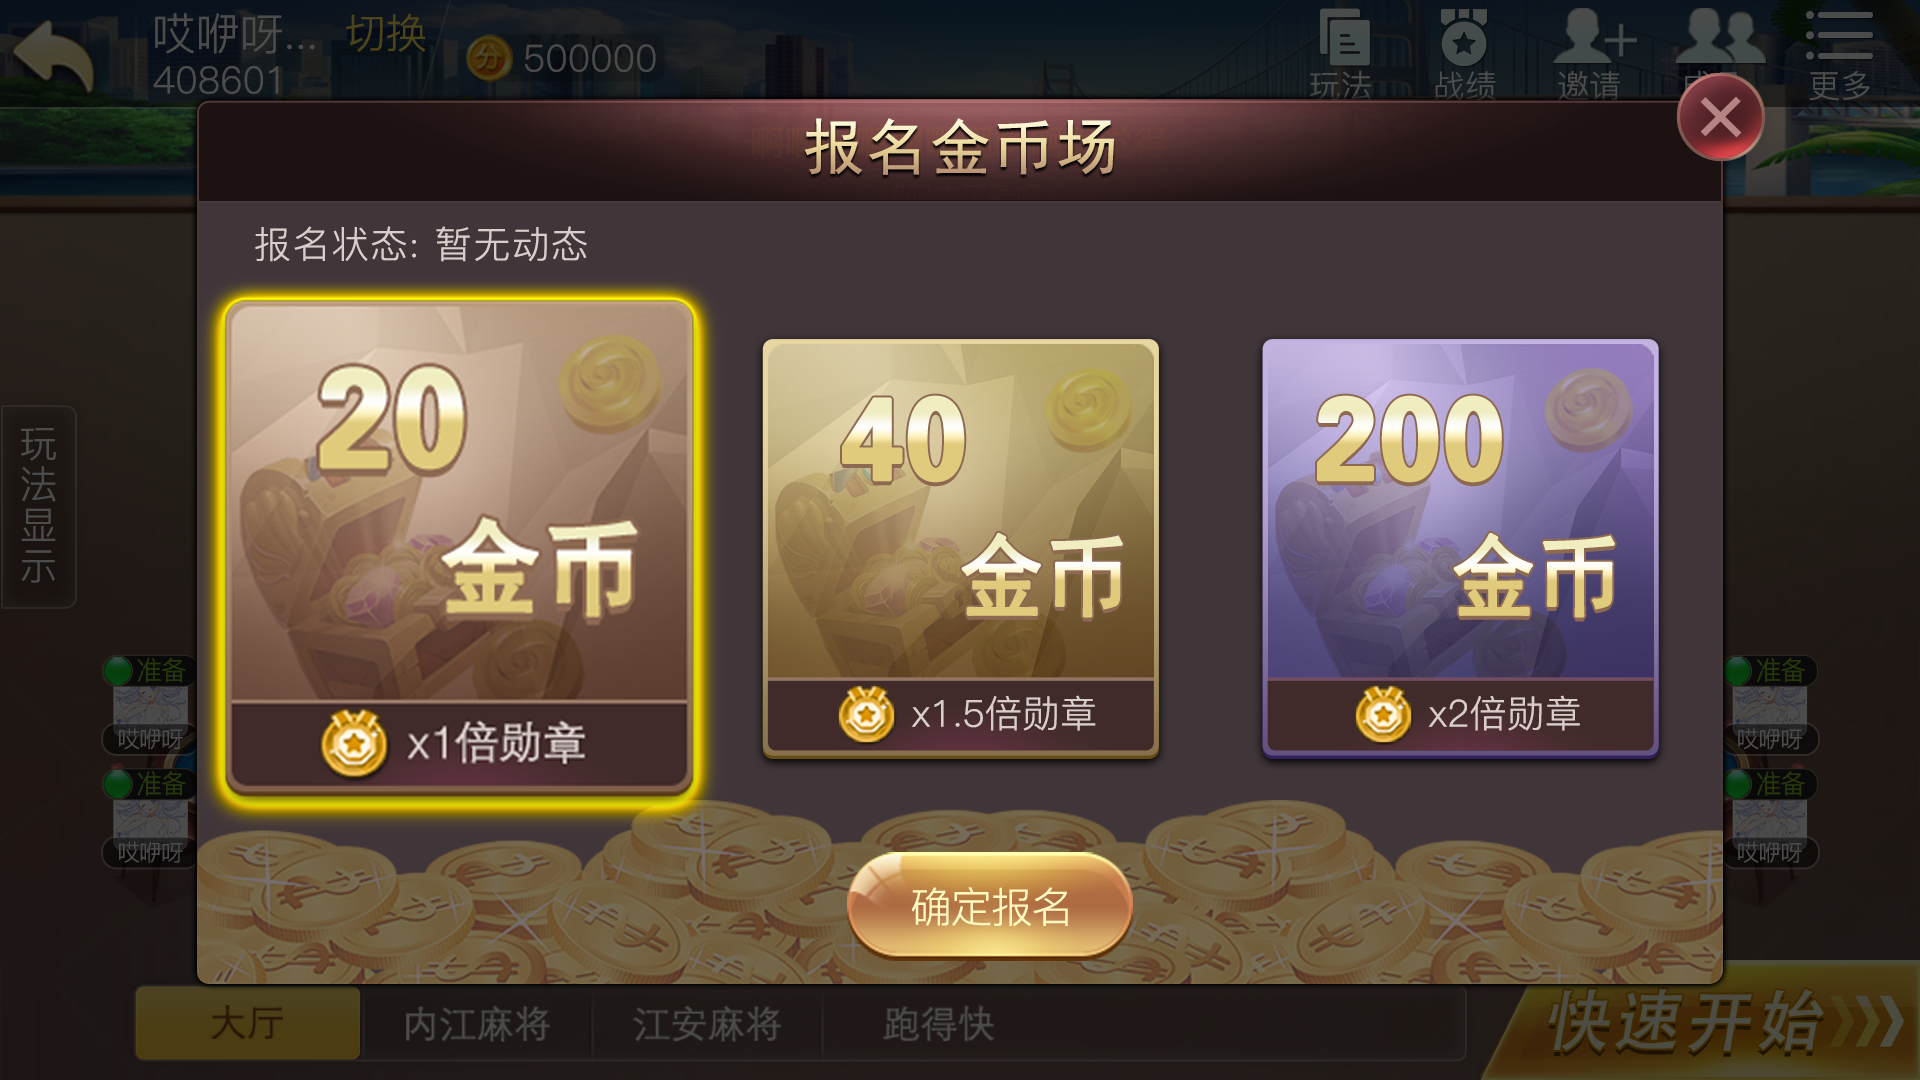 哎咿呀... 切换
408601
分 500000
玩法
战绩
邀请
更多
报名金币场
报名状态: 暂无动态
20
金币
x1倍勋章
40
金币
x1.5倍勋章
200
金币
x2倍勋章
确定报名
玩法显示
准备
哎咿呀
准备
哎咿呀
准备
哎咿呀
准备
哎咿呀
大厅
内江麻将
江安麻将
跑得快
快速开始